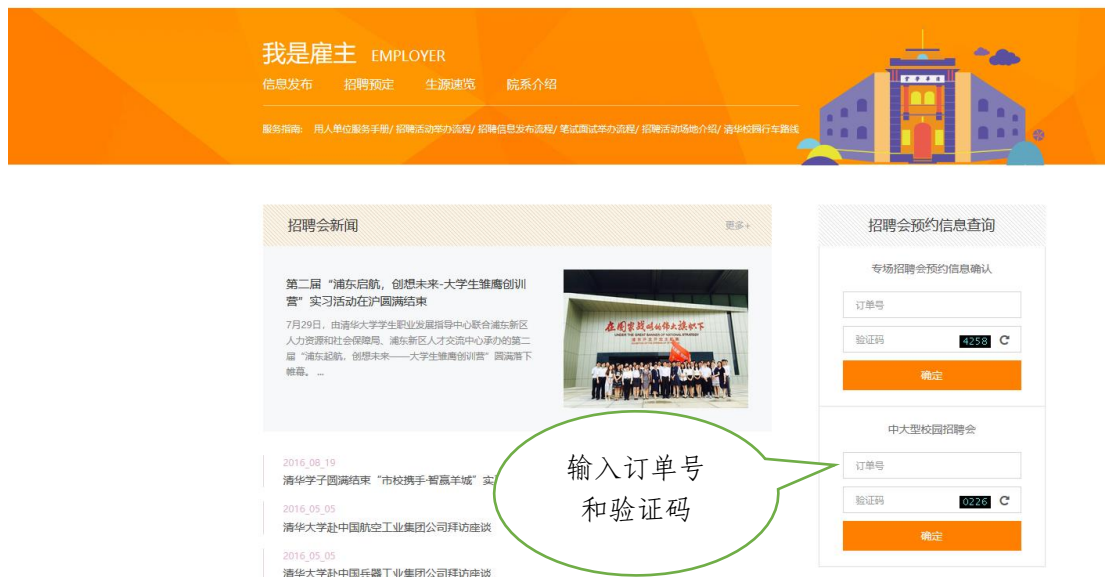 我是雇主 EMPLOYER
信息发布 招聘预定 生源速览 院系介绍
服务指南: 用人单位服务手册/ 招聘活动举办流程/ 招聘信息发布流程/ 笔试面试举办流程/ 招聘活动场地介绍/ 清华校园行车路线
招聘会新闻
更多+
第二届“浦东启航，创想未来-大学生雏鹰创训
营”实习活动在沪圆满结束
7月29日，由清华大学学生职业发展指导中心联合浦东新区
人力资源和社会保障局、浦东新区人才交流中心承办的第二
届“浦东起航，创想未来——大学生雏鹰创训营”圆满落下
帷幕。 ...
在国家战略的伟大旗帜下
2016_08_19
清华学子圆满结束“市校携手·智赢羊城”实
2016_05_05
清华大学赴中国航空工业集团公司拜访座谈
2016_05_05
清华大学赴中国兵器工业集团公司拜访座谈
输入订单号
和验证码
招聘会预约信息查询
专场招聘会预约信息确认
订单号
验证码 4258
确定
中大型校园招聘会
订单号
验证码 0226
确定